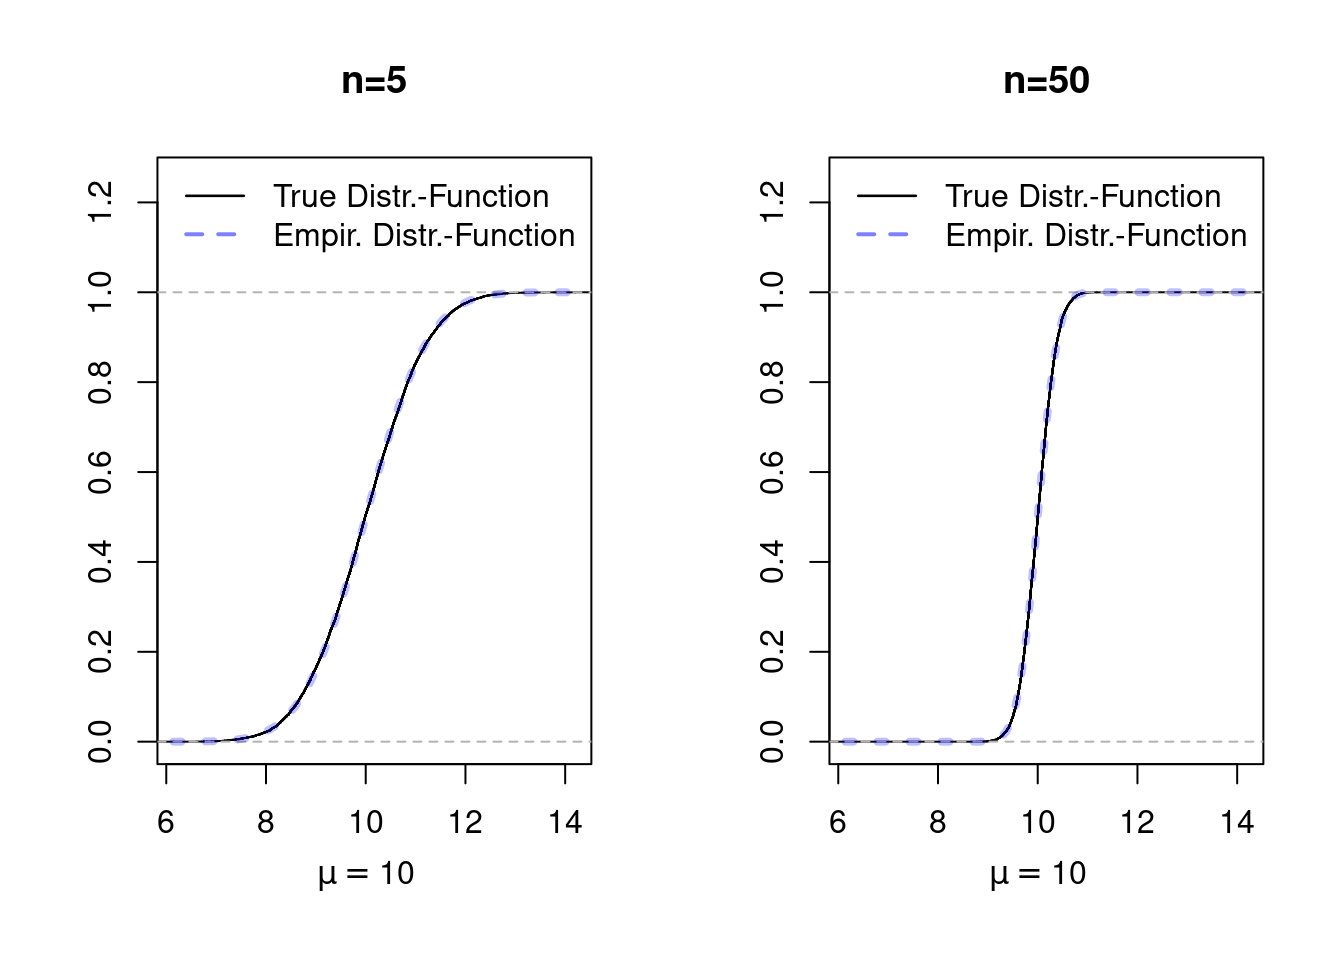 n=5
True Distr.-Function
Empir. Distr.-Function
1.2
1.0
0.8
0.6
0.4
0.2
0.0
6 8 10 12 14
μ = 10
n=50
True Distr.-Function
Empir. Distr.-Function
1.2
1.0
0.8
0.6
0.4
0.2
0.0
6 8 10 12 14
μ = 10